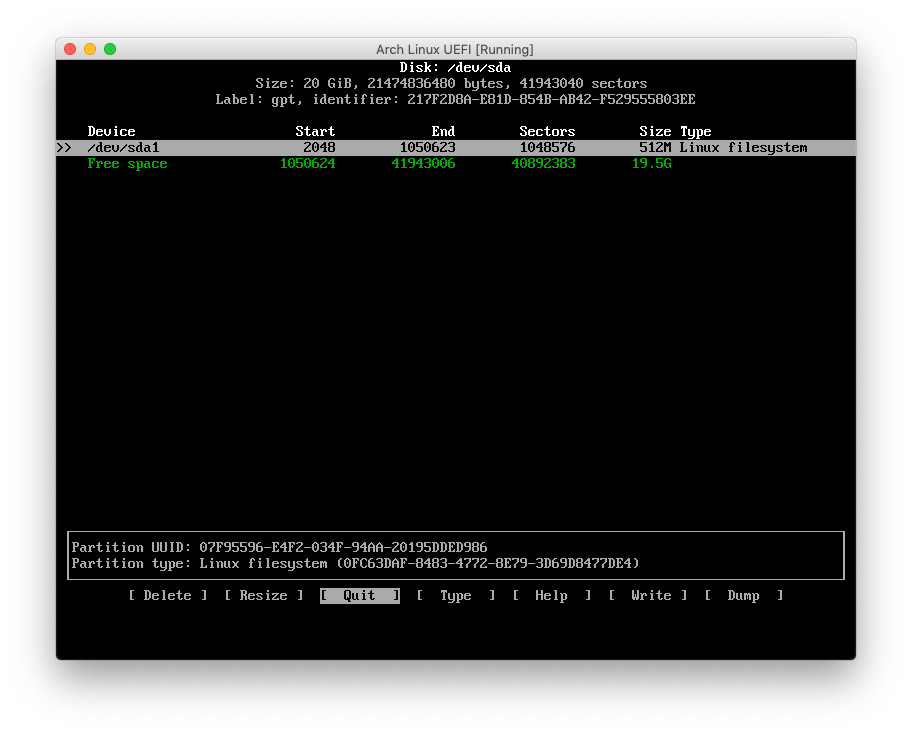 Arch Linux UEFI [Running]
Disk: /dev/sda
Size: 20 GiB, 21474836480 bytes, 41943040 sectors
Label: gpt, identifier: 217F2D8A-E81D-854B-AB42-F529555803EE
Device Start End Sectors Size Type
>> /dev/sda1 2048 1050623 1048576 512M Linux filesystem
Free space 1050624 41943006 40892383 19.5G
Partition UUID: 07F95596-E4F2-034F-94AA-20195DDED986
Partition type: Linux filesystem (0FC63DAF-8483-4772-8E79-3D69D8477DE4)
[ Delete ] [ Resize ] [ Quit ] [ Type ] [ Help ] [ Write ] [ Dump ]